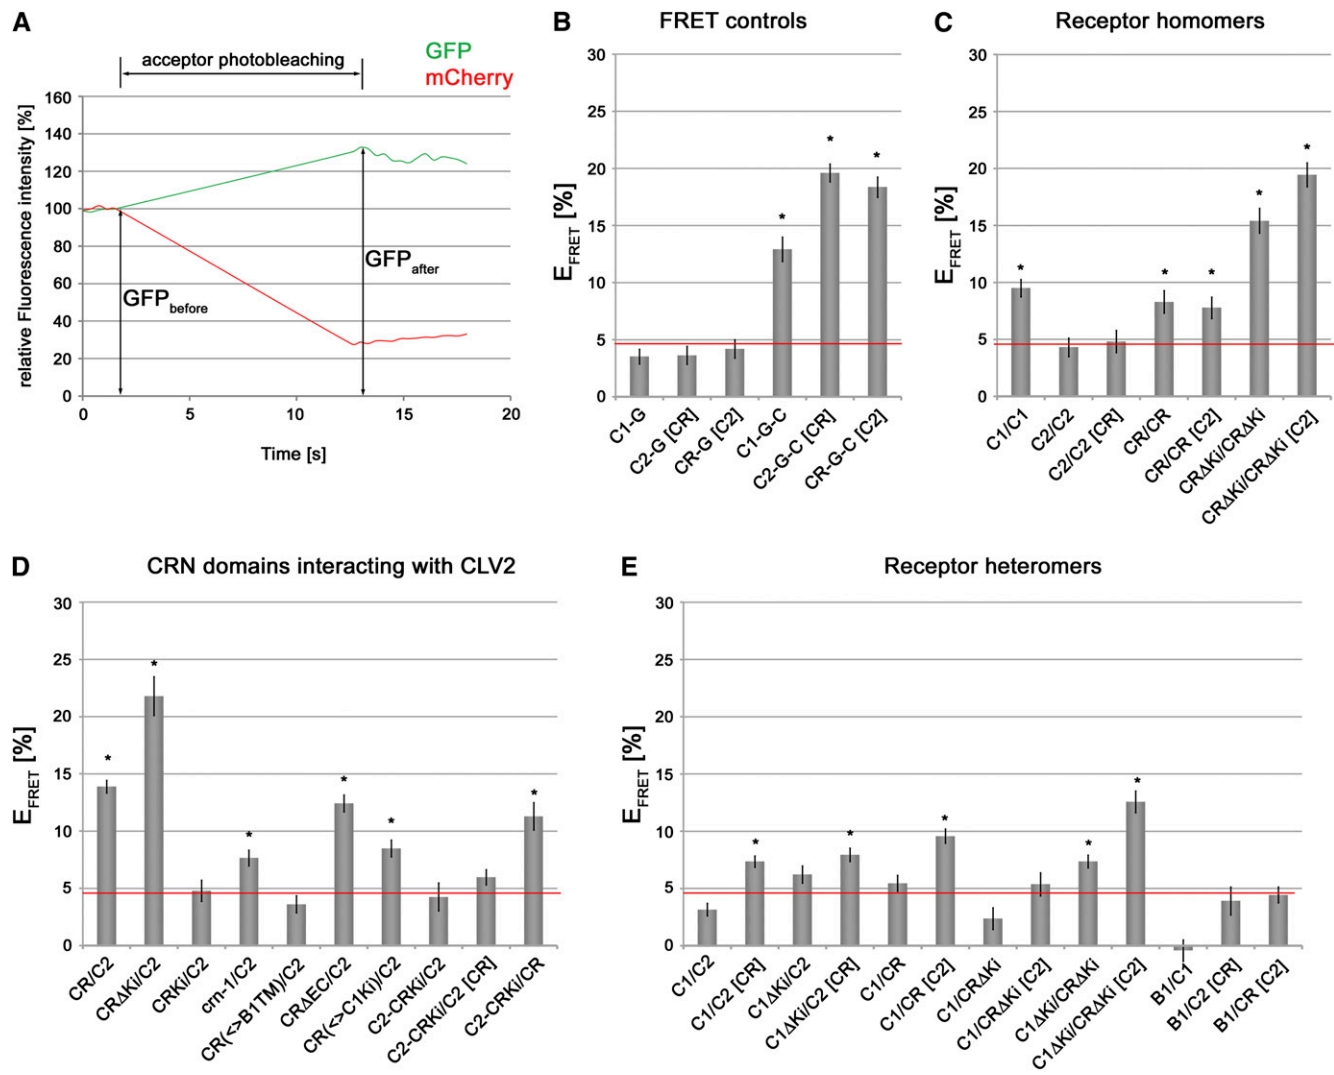 A
acceptor photobleaching
GFP
mCherry
relative Fluorescence intensity [%]
160
140
120
100
80
60
40
20
0
GFPbefore
GFPafter
0 5 10 15 20
Time [s]
B FRET controls
EFRET [%]
30
25
20
15
10
5
0
* * *
C1-G
C2-G [CR]
CR-G [C2]
C1-G-C
C2-G-C [CR]
CR-G-C [C2]
C Receptor homomers
EFRET [%]
30
25
20
15
10
5
0
* * * * *
C1/C1
C2/C2
C2/C2 [CR]
CR/CR
CR/CR [C2]
CRΔKi/CRΔKi
CRΔKi/CRΔKi [C2]
D CRN domains interacting with CLV2
EFRET [%]
30
25
20
15
10
5
0
* * * * * *
CR/C2
CRΔKi/C2
CRKi/C2
crn-1/C2
CR(<>B1TM)/C2
CRΔEC/C2
CR(<>C1Ki)/C2
C2-CRKi/C2
C2-CRKi/C2 [CR]
C2-CRKi/CR
E Receptor heteromers
EFRET [%]
30
25
20
15
10
5
0
* * * * *
C1/C2
C1/C2 [CR]
C1ΔKi/C2
C1ΔKi/C2 [CR]
C1/CR
C1/CR [C2]
C1/CRΔKi
C1/CRΔKi [C2]
C1ΔKi/CRΔKi
C1ΔKi/CRΔKi [C2]
B1/C1
B1/C2 [CR]
B1/CR [C2]